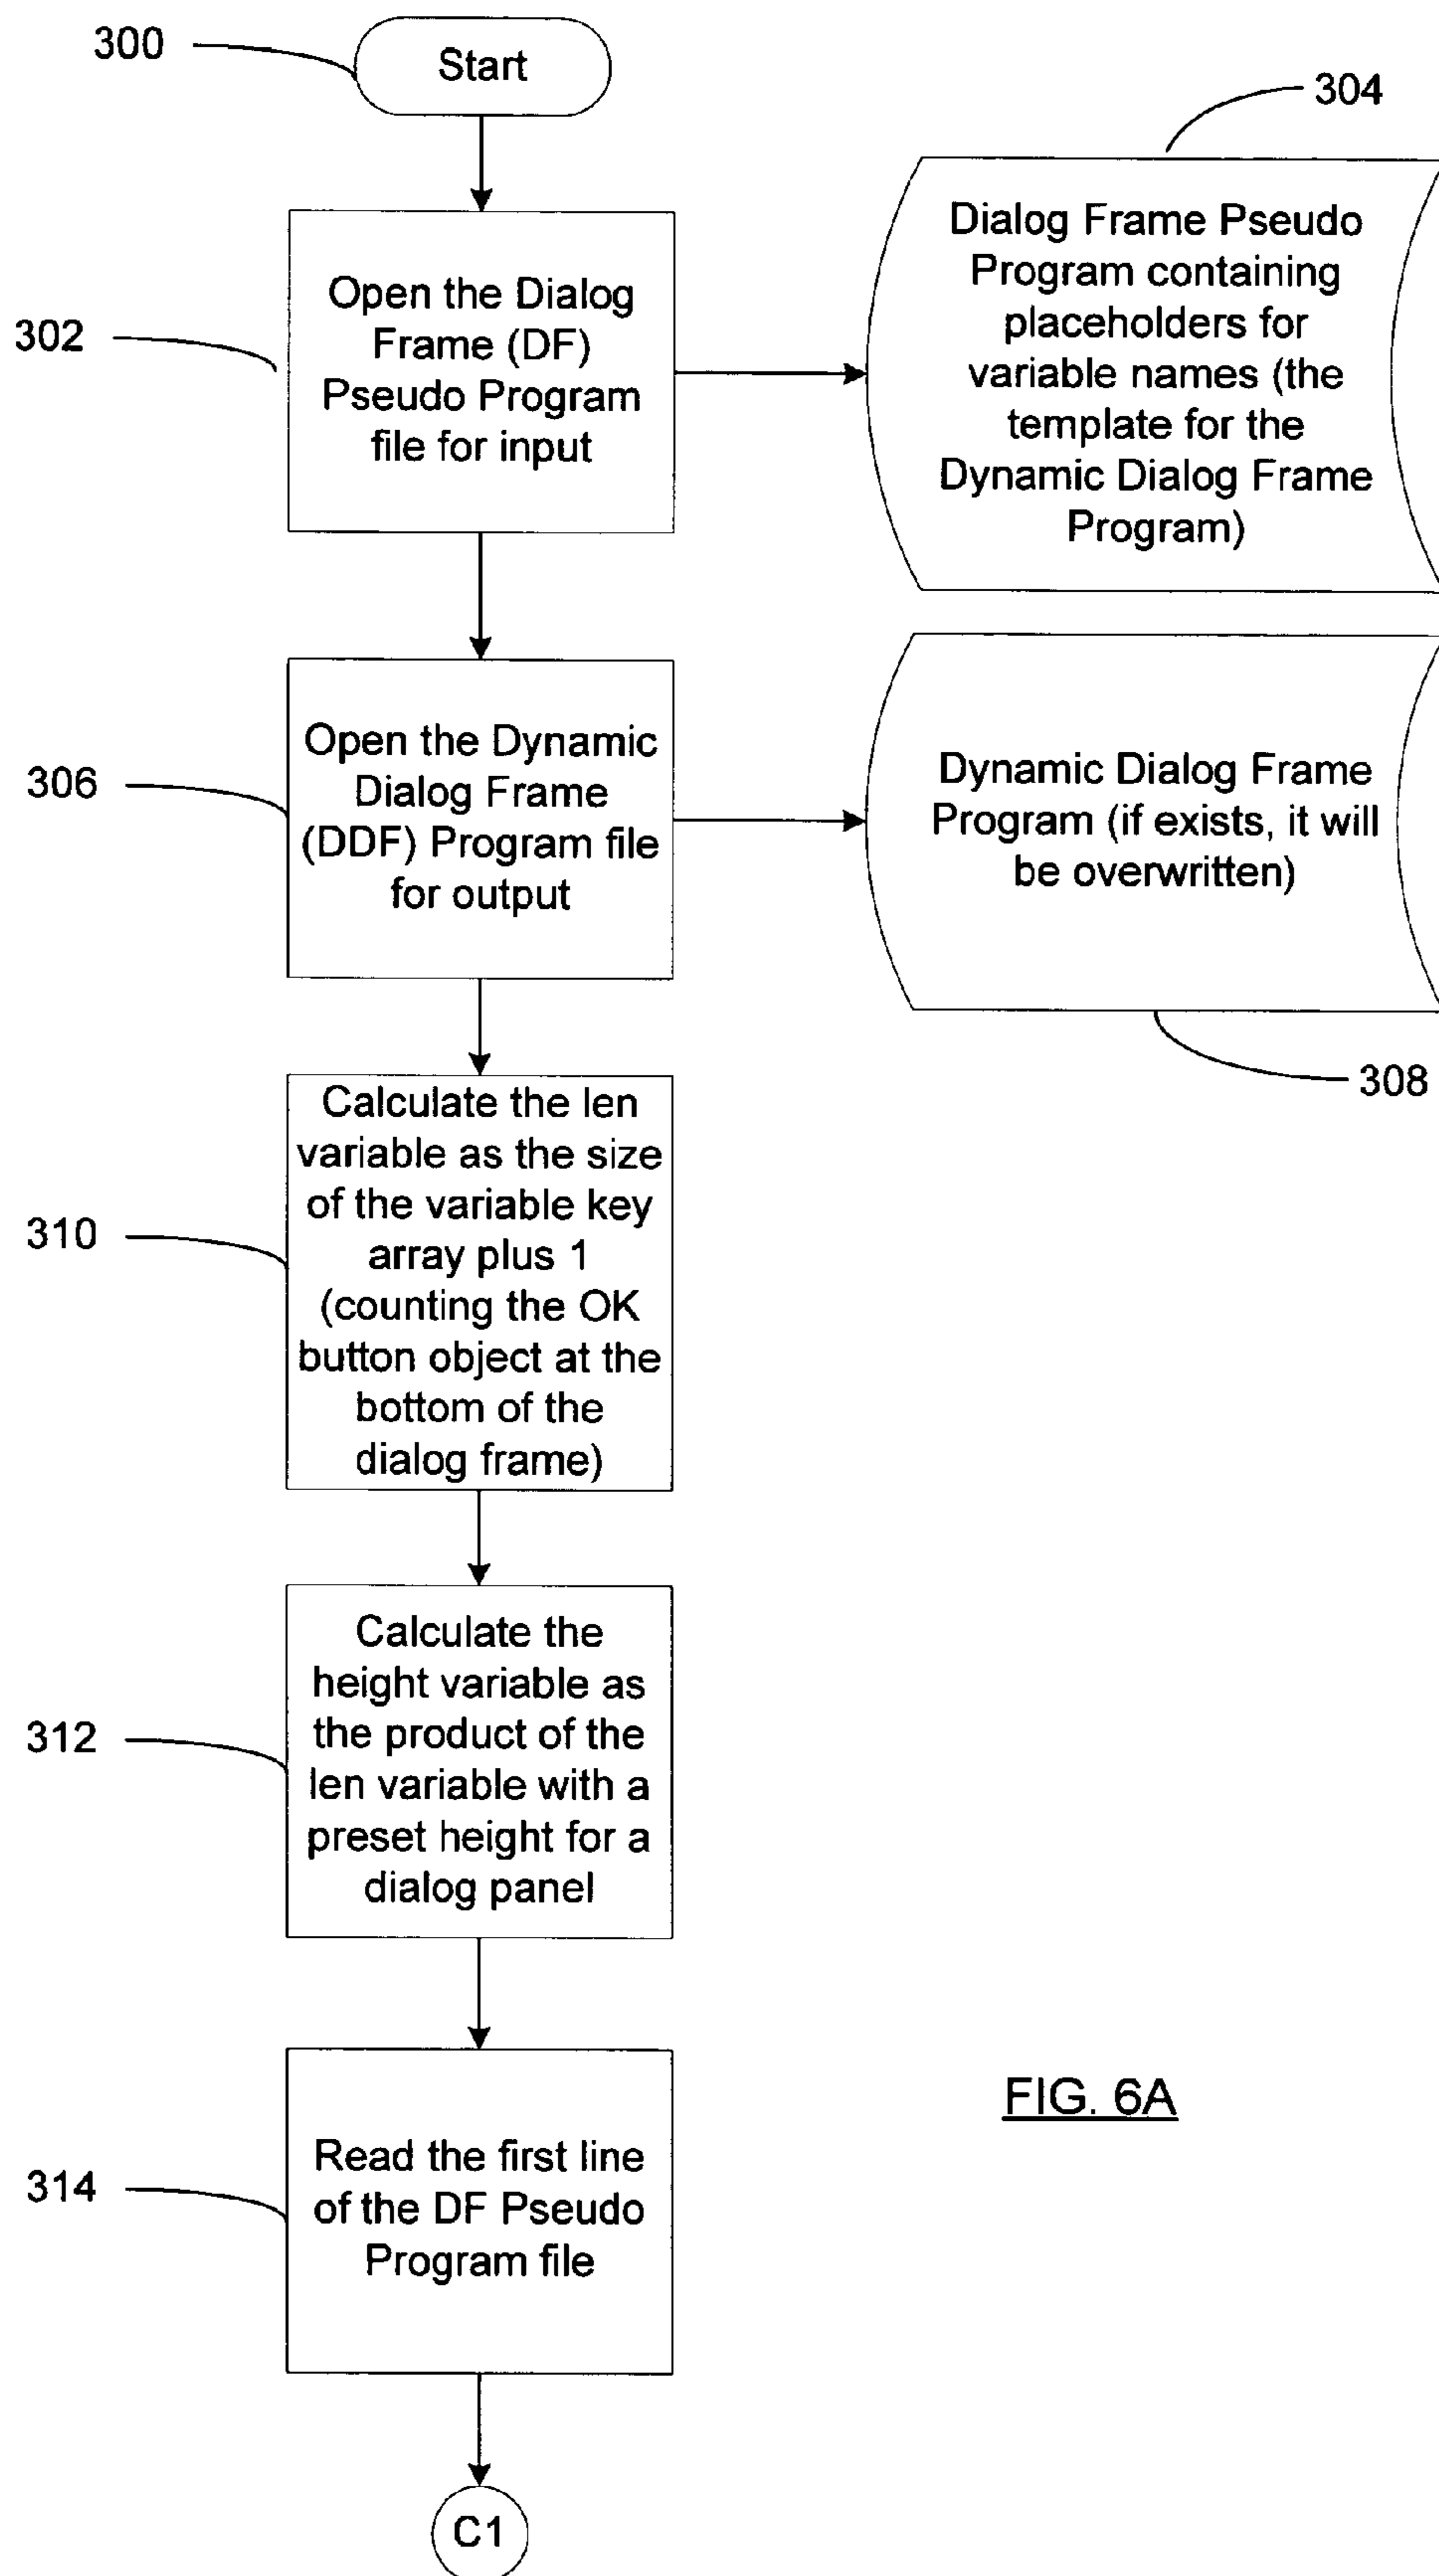 300
Start
304
Dialog Frame Pseudo
Program containing
placeholders for
variable names (the
template for the
Dynamic Dialog Frame
Program)
302
Open the Dialog
Frame (DF)
Pseudo Program
file for input
306
Open the Dynamic
Dialog Frame
(DDF) Program file
for output
Dynamic Dialog Frame
Program (if exists, it will
be overwritten)
308
310
Calculate the len
variable as the size
of the variable key
array plus 1
(counting the OK
button object at the
bottom of the
dialog frame)
312
Calculate the
height variable as
the product of the
len variable with a
preset height for a
dialog panel
314
Read the first line
of the DF Pseudo
Program file
FIG. 6A
C1